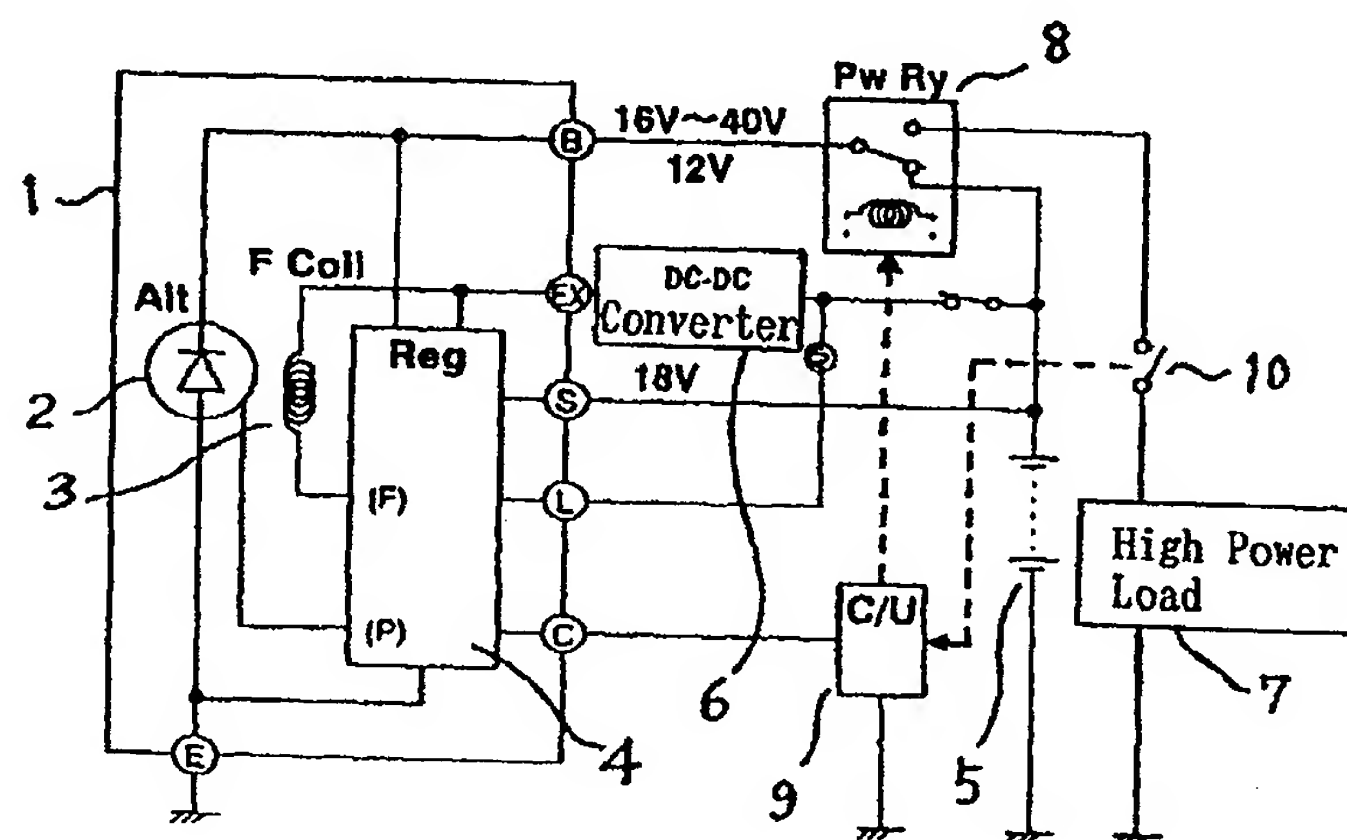 8
Pw Ry
16V~40V
B
12V
1
F Coil
DC-DC
Converter
EX
Alt
Reg
18V
10
2
S
3
(F)
L
High Power
Load
C/U
(P)
C
6
5
7
4
9
E